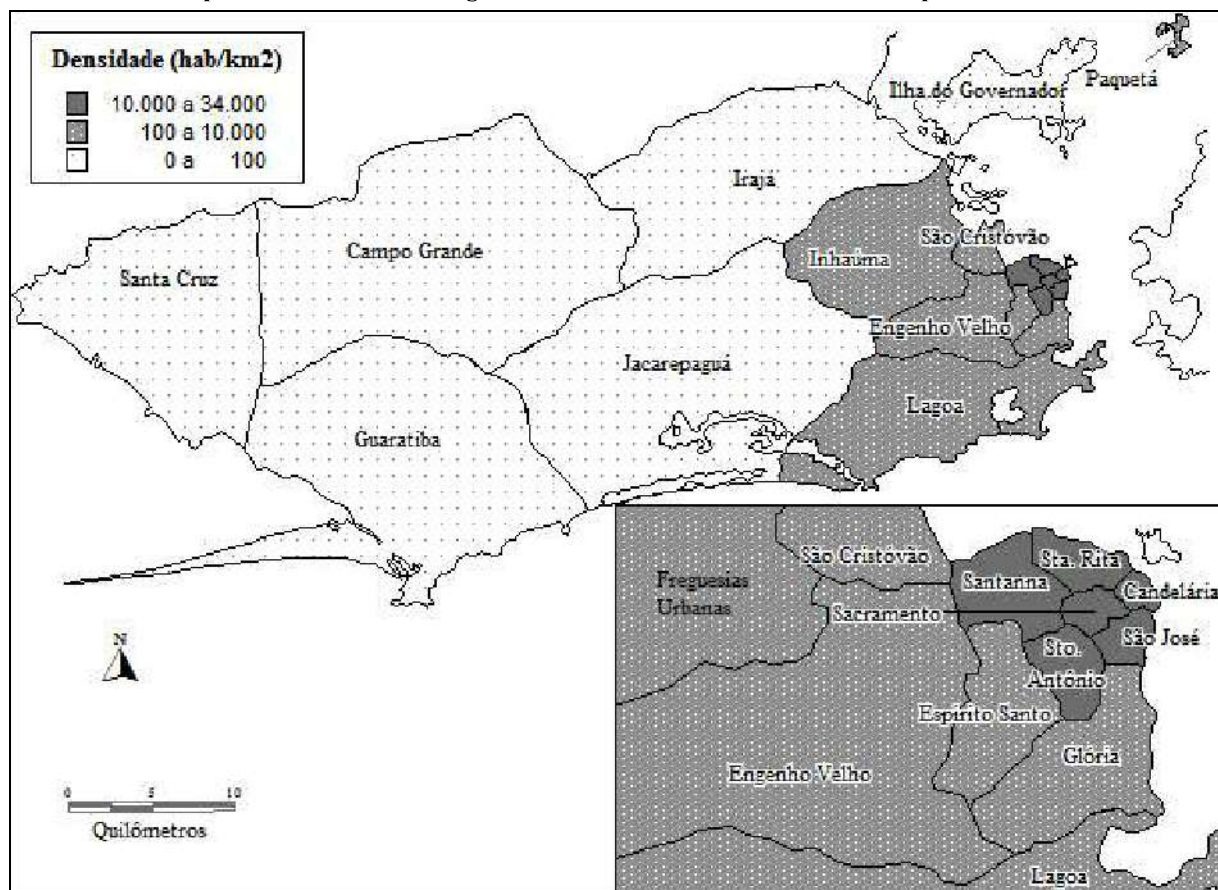 Densidade (hab/km2)
10.000 a 34.000
100 a 10.000
0 a 100
Paquetá
Ilha do Governador
Irajá
São Cristóvão
Campo Grande
Inhaúma
Santa Cruz
Engenho Velho
Jacarepaguá
Lagoa
Guaratiba
São Cristóvão
Sta. Rita
Freguesias
Urbanas
Santanna
Candelária
Sacramento
São José
Sto.
Antônio
Espírito Santo
Glória
Engenho Velho
Lagoa
N
0 5 10
Quilômetros